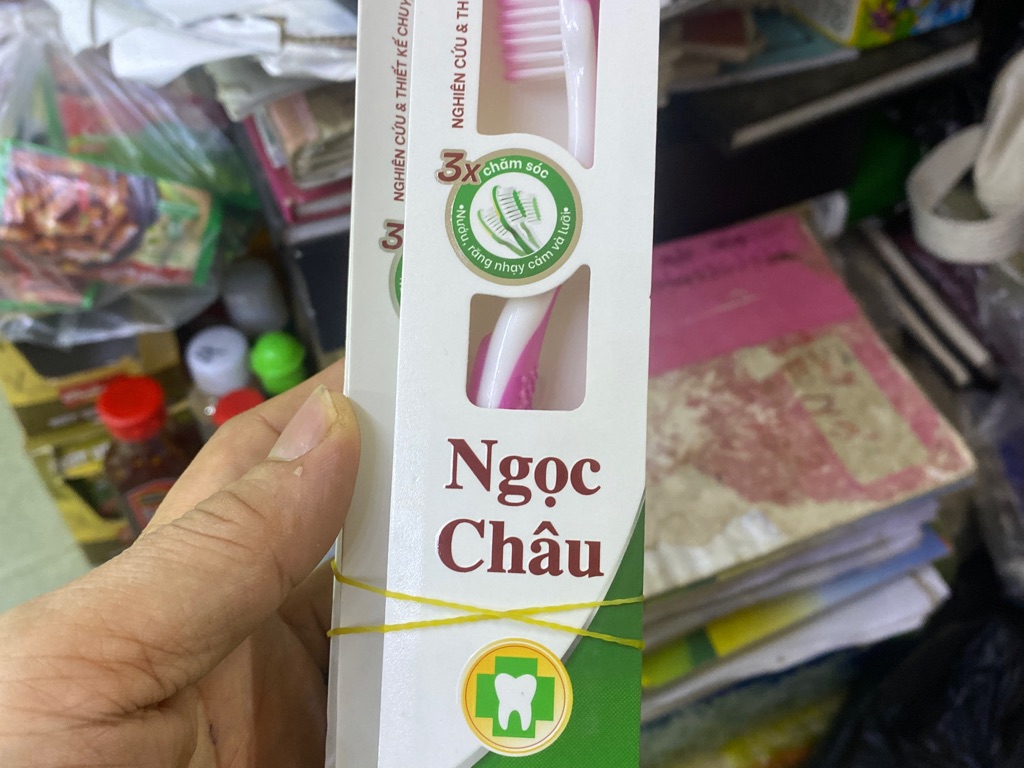 NGHIÊN CỨU & THIẾT KẾ CHUY
NGHIÊN CỨU & TH
3x
chăm sóc
•Nướu, răng nhạy cảm và lưỡi•
3
Ngọc
Châu